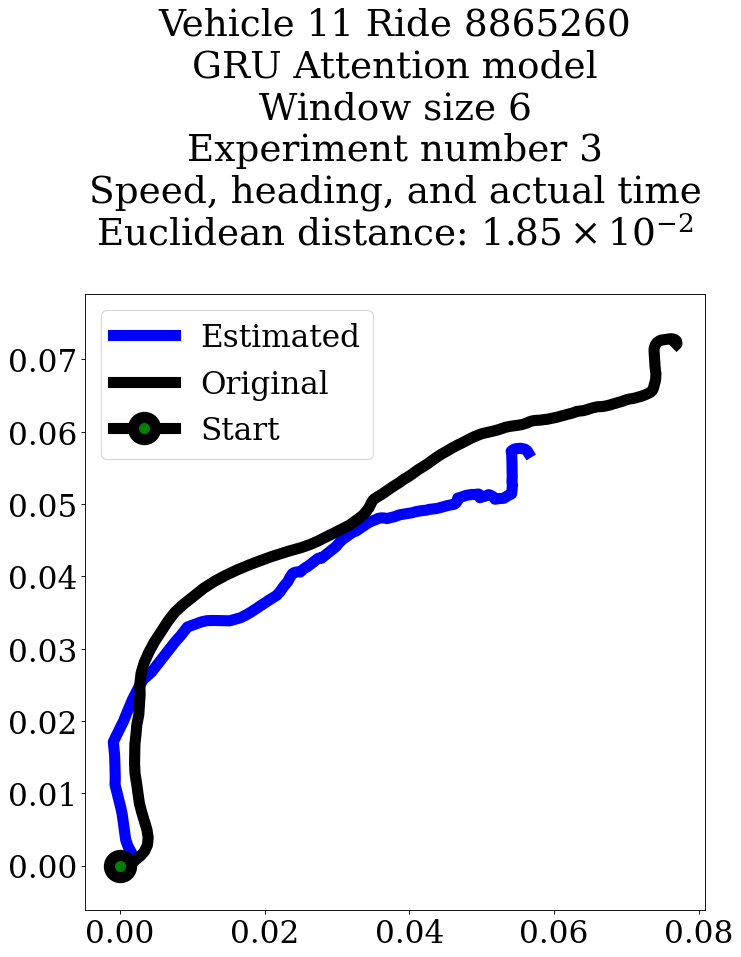 Vehicle 11 Ride 8865260
GRU Attention model
Window size 6
Experiment number 3
Speed, heading, and actual time
Euclidean distance: 1.85 × 10⁻²
Estimated
Original
Start
0.07
0.06
0.05
0.04
0.03
0.02
0.01
0.00
0.00 0.02 0.04 0.06 0.08